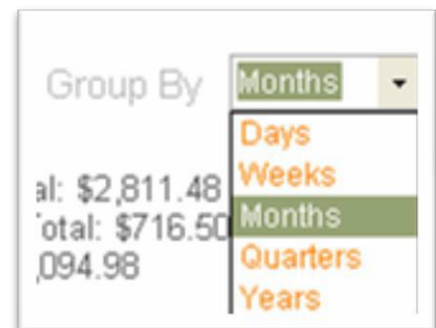 Group By Months
Days
al: $2,811.48 Weeks
otal: $716.50 Months
,094.98 Quarters
Years